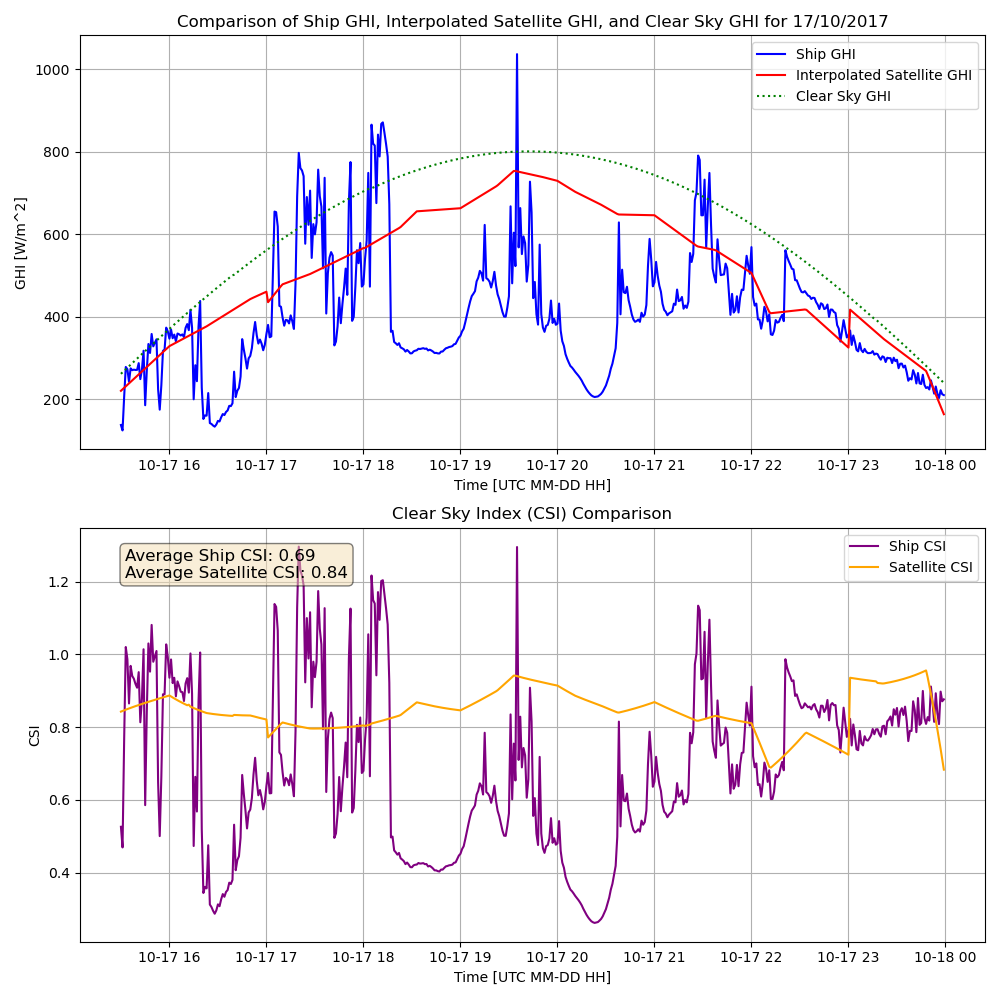 Comparison of Ship GHI, Interpolated Satellite GHI, and Clear Sky GHI for 17/10/2017
Ship GHI
Interpolated Satellite GHI
Clear Sky GHI
GHI [W/m^2]
1000
800
600
400
200
10-17 16 10-17 17 10-17 18 10-17 19 10-17 20 10-17 21 10-17 22 10-17 23 10-18 00
Time [UTC MM-DD HH]
Clear Sky Index (CSI) Comparison
Average Ship CSI: 0.69
Average Satellite CSI: 0.84
Ship CSI
Satellite CSI
CSI
1.2
1.0
0.8
0.6
0.4
10-17 16 10-17 17 10-17 18 10-17 19 10-17 20 10-17 21 10-17 22 10-17 23 10-18 00
Time [UTC MM-DD HH]